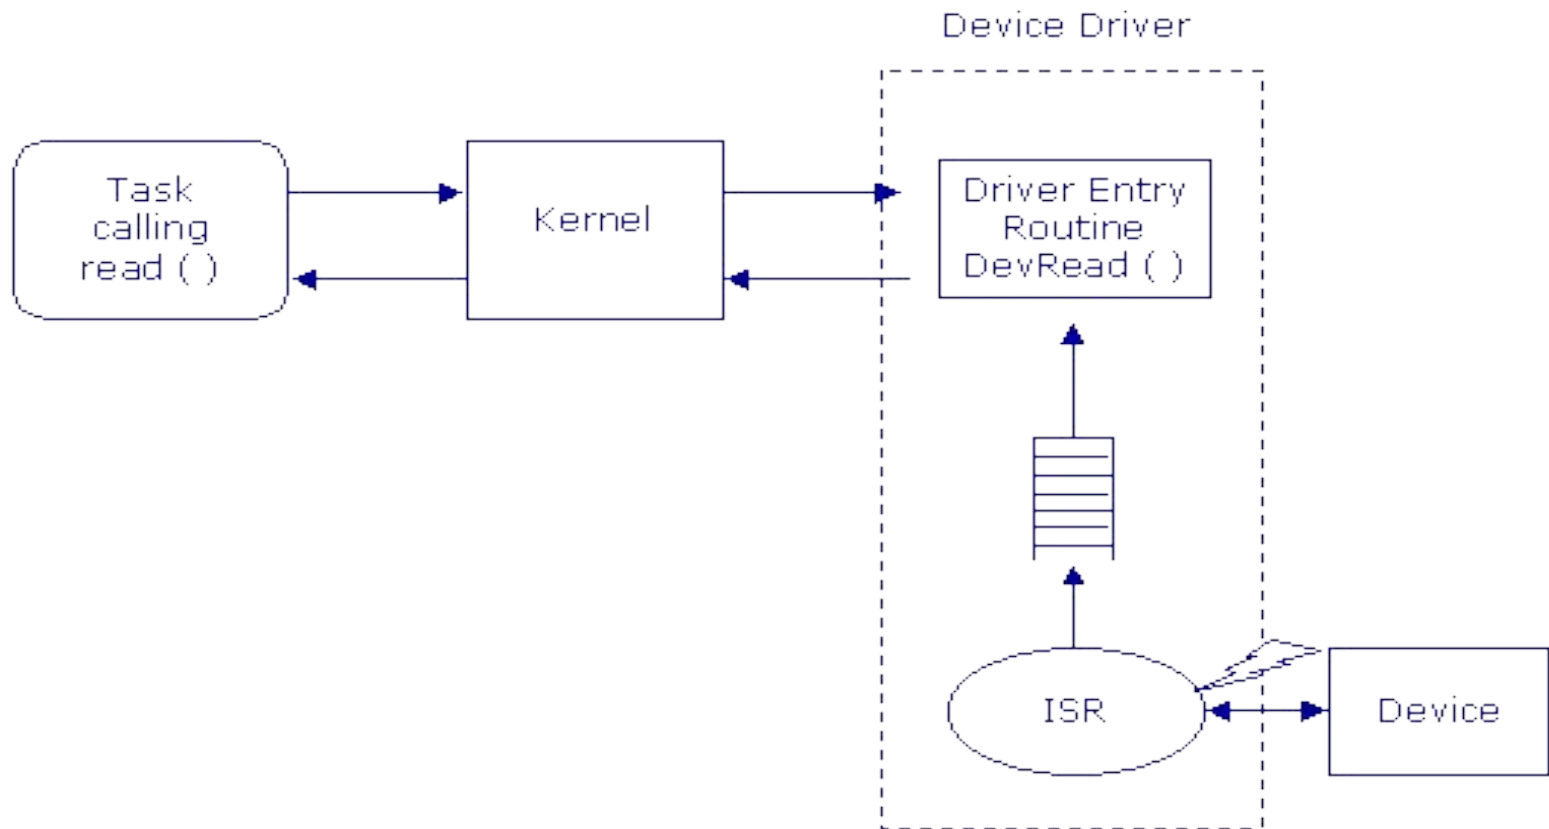 Device Driver
Task
calling
read ( )
Kernel
Driver Entry
Routine
DevRead ( )
ISR
Device